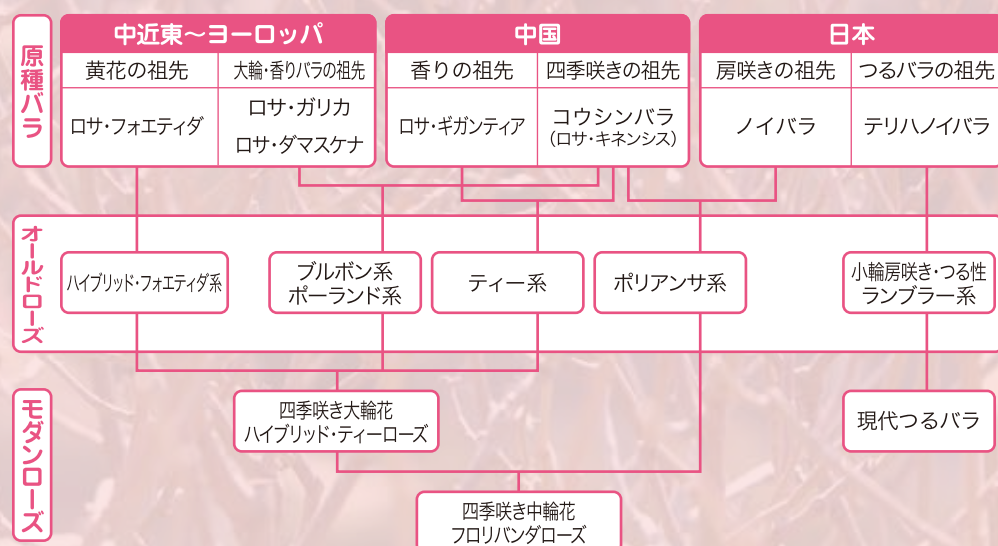 原種バラ
中近東～ヨーロッパ
中国
日本
黄花の祖先
大輪・香りバラの祖先
香りの祖先
四季咲きの祖先
房咲きの祖先
つるバラの祖先
ロサ・フォエティダ
ロサ・ガリカ
ロサ・ダマスケナ
ロサ・ギガンティア
コウシンバラ
（ロサ・キネンシス）
ノイバラ
テリハノイバラ
オールドローズ
ハイブリッド・フォエティダ系
ブルボン系
ポーランド系
ティー系
ポリアンサ系
小輪房咲き・つる性
ランブラー系
モダンローズ
四季咲き大輪花
ハイブリッド・ティーローズ
現代つるバラ
四季咲き中輪花
フロリバンダローズ